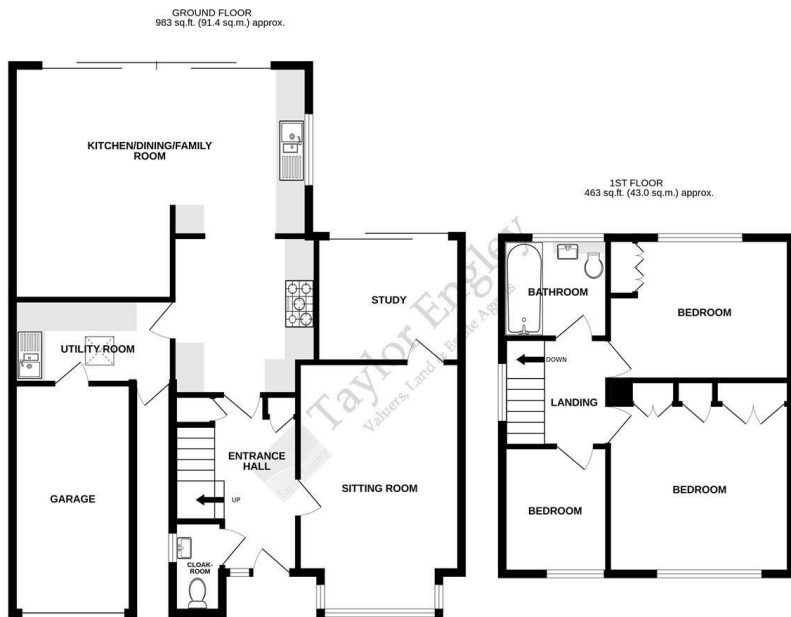 GROUND FLOOR
983 sq.ft. (91.4 sq.m.) approx.
KITCHEN/DINING/FAMILY
ROOM
1ST FLOOR
463 sq.ft. (43.0 sq.m.) approx.
STUDY
UTILITY ROOM
BATHROOM
BEDROOM
DOWN
LANDING
ENTRANCE
HALL
UP
SITTING ROOM
GARAGE
BEDROOM
BEDROOM
CLOAK-
ROOM
Taylor Engley
Valuers, Land & Estate Agents